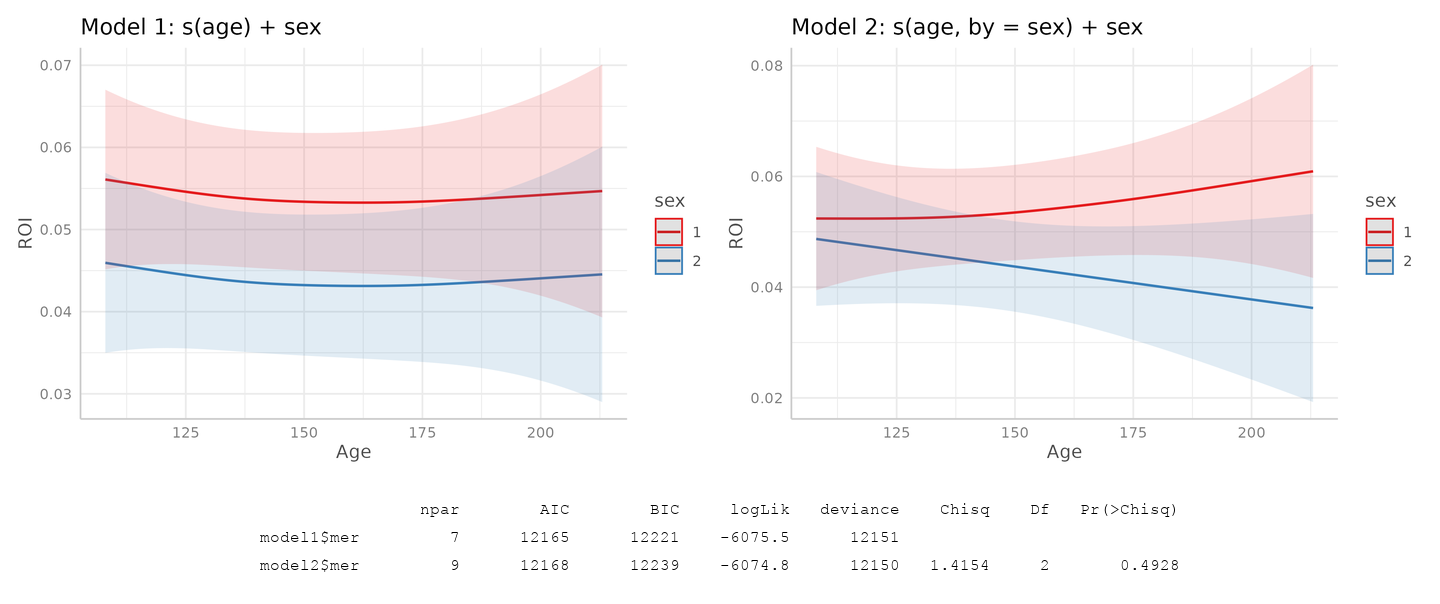 Model 1: s(age) + sex
0.07
0.06
0.05
0.04
0.03
ROI
125 150 175 200
Age
sex
1
2
Model 2: s(age, by = sex) + sex
0.08
0.06
0.04
0.02
ROI
125 150 175 200
Age
sex
1
2
npar AIC BIC logLik deviance Chisq Df Pr(>Chisq)
model1$mer 7 12165 12221 -6075.5 12151
model2$mer 9 12168 12239 -6074.8 12150 1.4154 2 0.4928